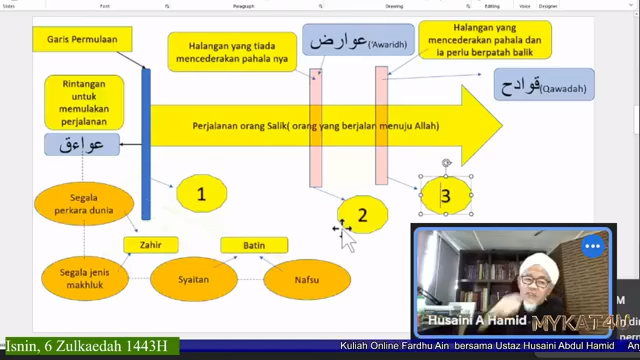 Slides
Font
Paragraph
Drawing
Editing
Voice
Designer
Garis Permulaan
Rintangan
untuk
memulakan
perjalanan
عواءق
Halangan yang tiada
mencederakan pahala nya
عوارض
('Awaridh)
Halangan yang
mencederakan pahala dan
ia perlu berpatah balik
قوادح (Qawadah)
Perjalanan orang Salik( orang yang berjalan menuju Allah)
1
2
3
Segala
perkara dunia
Zahir
Batin
Segala jenis
makhluk
Syaitan
Nafsu
Husaini A Hamid
MYKAT4U
M
Isnin, 6 Zulkaedah 1443H
Kuliah Online Fardhu Ain bersama Ustaz Husaini Abdul Hamid